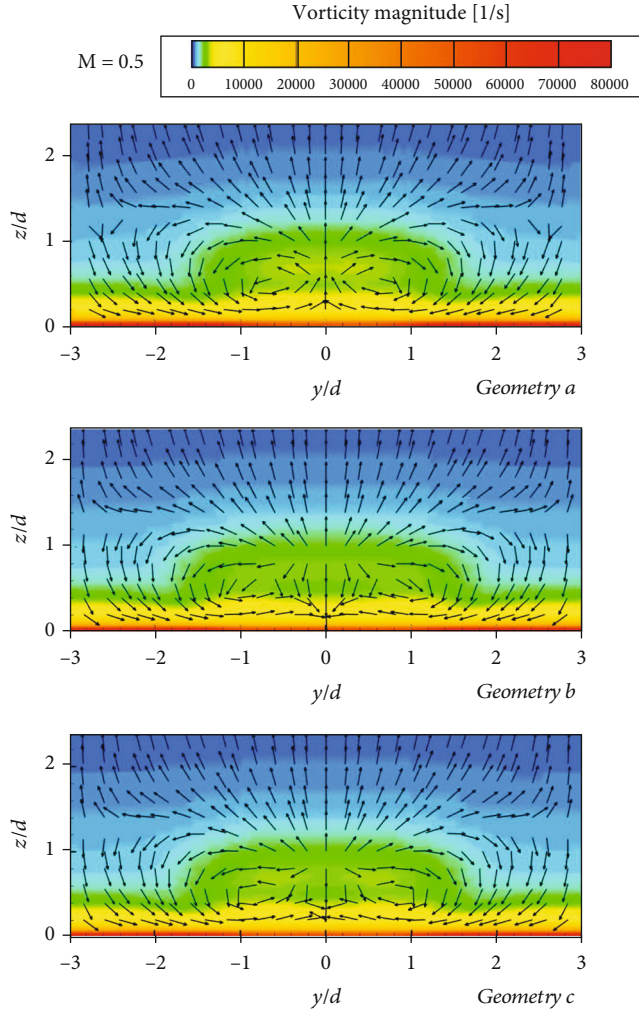 Vorticity magnitude [1/s]
M = 0.5
0 10000 20000 30000 40000 50000 60000 70000 80000
z/d
2
1
0
−3 −2 −1 0 1 2 3
y/d Geometry a
z/d
2
1
0
−3 −2 −1 0 1 2 3
y/d Geometry b
z/d
2
1
0
−3 −2 −1 0 1 2 3
y/d Geometry c